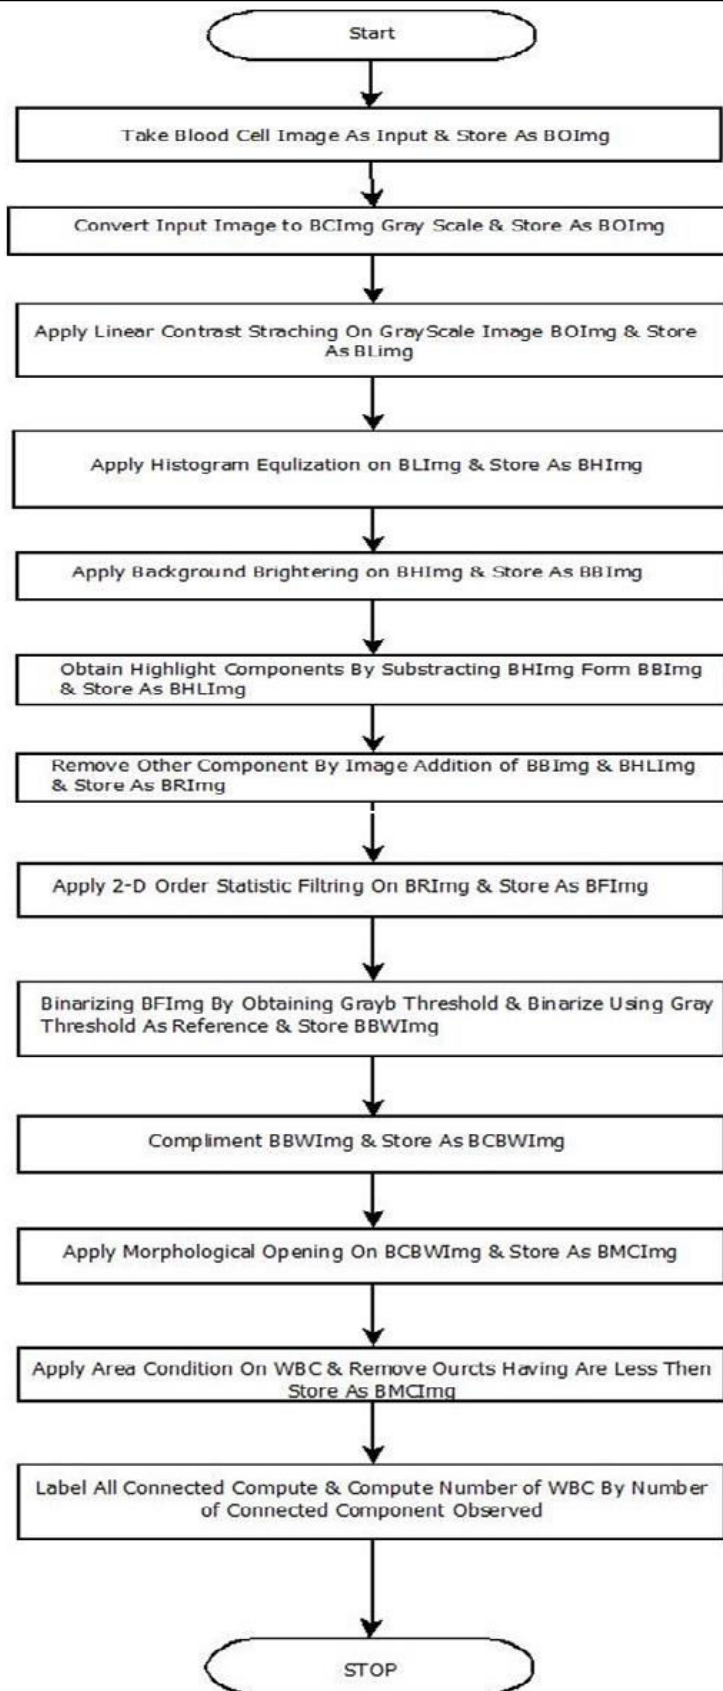 Start
Take Blood Cell Image As Input & Store As BOImg
Convert Input Image to BCImg Gray Scale & Store As BOImg
Apply Linear Contrast Straching On GrayScale Image BOImg & Store
As BLimg
Apply Histogram Equlization on BLImg & Store As BHImg
Apply Background Brightering on BHImg & Store As BBImg
Obtain Highlight Components By Substracting BHImg Form BBImg
& Store As BHLImg
Remove Other Component By Image Addition of BBImg & BHLImg
& Store As BRImg
Apply 2-D Order Statistic Filtring On BRImg & Store As BFImg
Binarizing BFImg By Obtaining Grayb Threshold & Binarize Using Gray
Threshold As Reference & Store BBWImg
Compliment BBWImg & Store As BCBWImg
Apply Morphological Opening On BCBWImg & Store As BMCImg
Apply Area Condition On WBC & Remove Ourcts Having Are Less Then
Store As BMCImg
Label All Connected Compute & Compute Number of WBC By Number
of Connected Component Observed
STOP